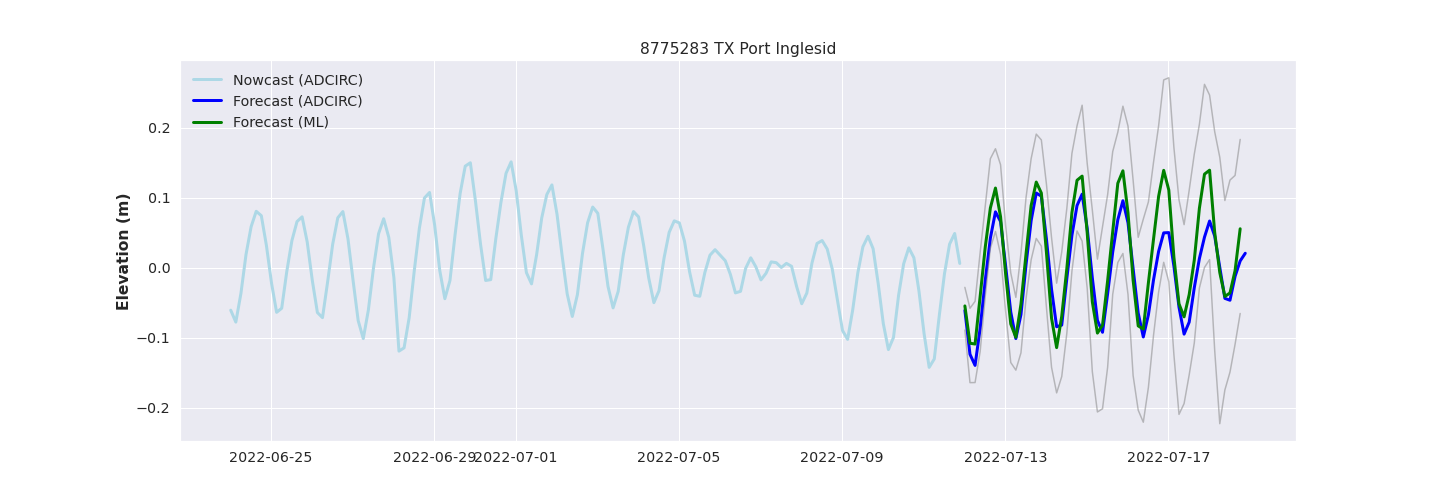 8775283 TX Port Inglesid
Nowcast (ADCIRC)
Forecast (ADCIRC)
Forecast (ML)
Elevation (m)
0.2
0.1
0.0
−0.1
−0.2
2022-06-25
2022-06-29
2022-07-01
2022-07-05
2022-07-09
2022-07-13
2022-07-17